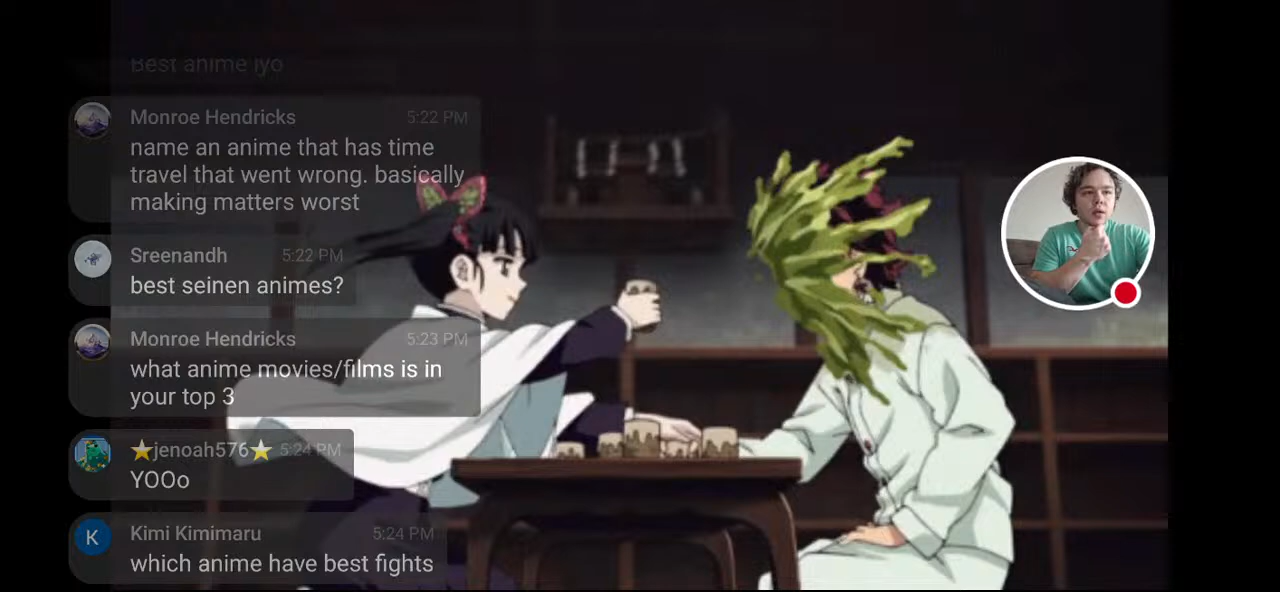 Best anime iyo
Monroe Hendricks 5:22 PM
name an anime that has time
travel that went wrong. basically
making matters worst
Sreenandh 5:22 PM
best seinen animes?
Monroe Hendricks 5:23 PM
what anime movies/films is in
your top 3
⭐jenoah576⭐ 5:24 PM
YOOo
K
Kimi Kimimaru 5:24 PM
which anime have best fights